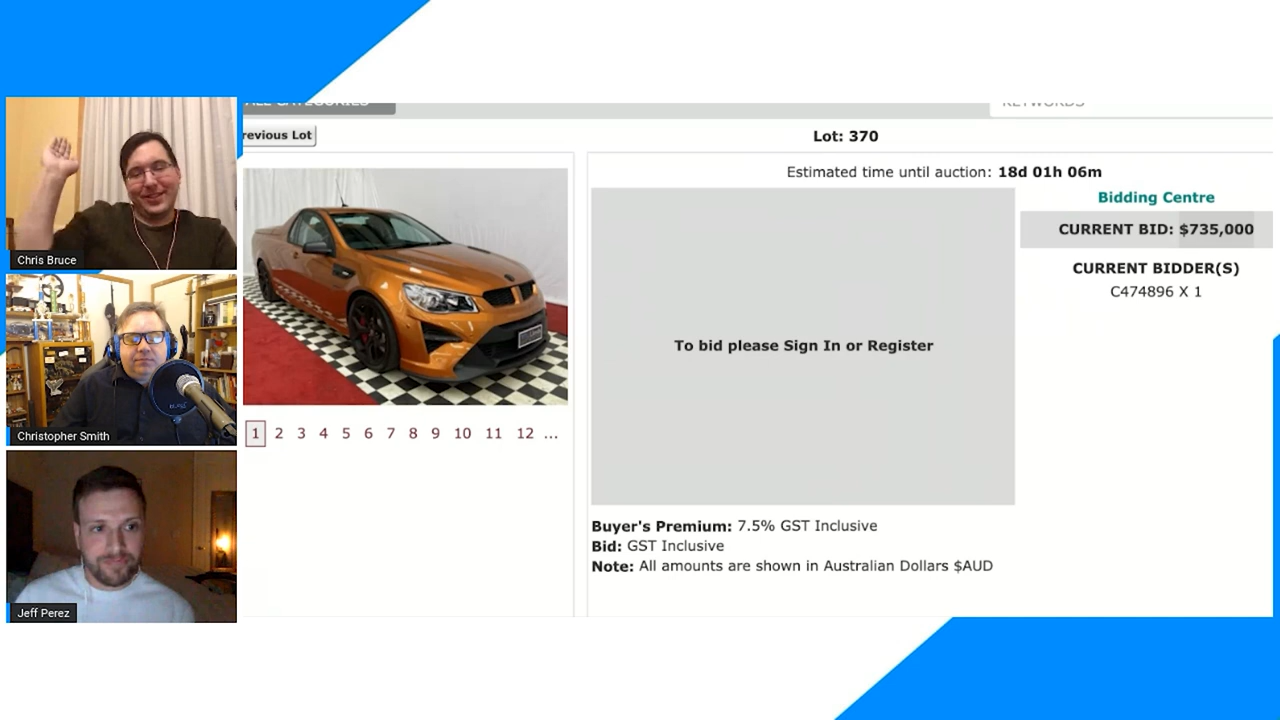 ALL CATEGORIES
KEYWORDS
revious Lot
Lot: 370
Estimated time until auction: 18d 01h 06m
Bidding Centre
CURRENT BID: $735,000
CURRENT BIDDER(S)
C474896 X 1
To bid please Sign In or Register
1 2 3 4 5 6 7 8 9 10 11 12 ...
Buyer's Premium: 7.5% GST Inclusive
Bid: GST Inclusive
Note: All amounts are shown in Australian Dollars $AUD
Chris Bruce
Christopher Smith
Jeff Perez